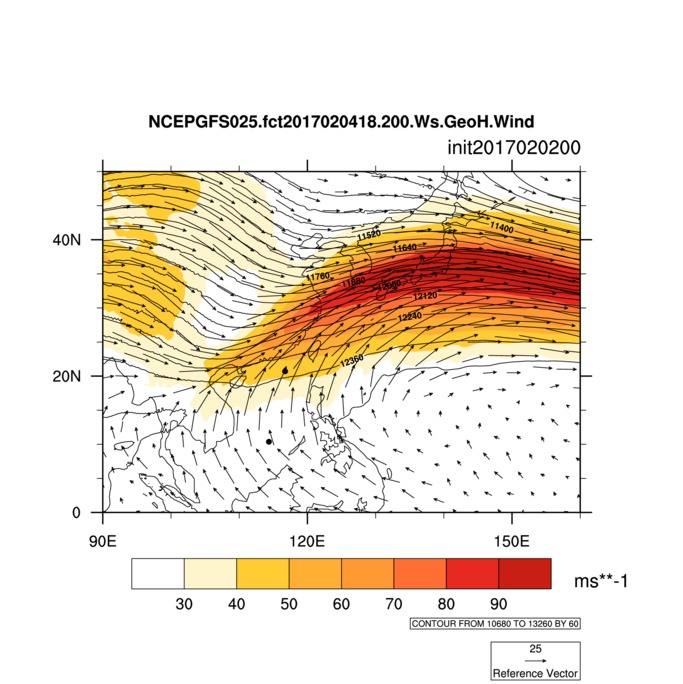 NCEPGFS025.fct2017020418.200.Ws.GeoH.Wind
init2017020200
40N
20N
0
11520
11400
11640
11760
11880
12000
12120
12240
12360
90E
120E
150E
ms**-1
30 40 50 60 70 80 90
CONTOUR FROM 10680 TO 13260 BY 60
25
Reference Vector